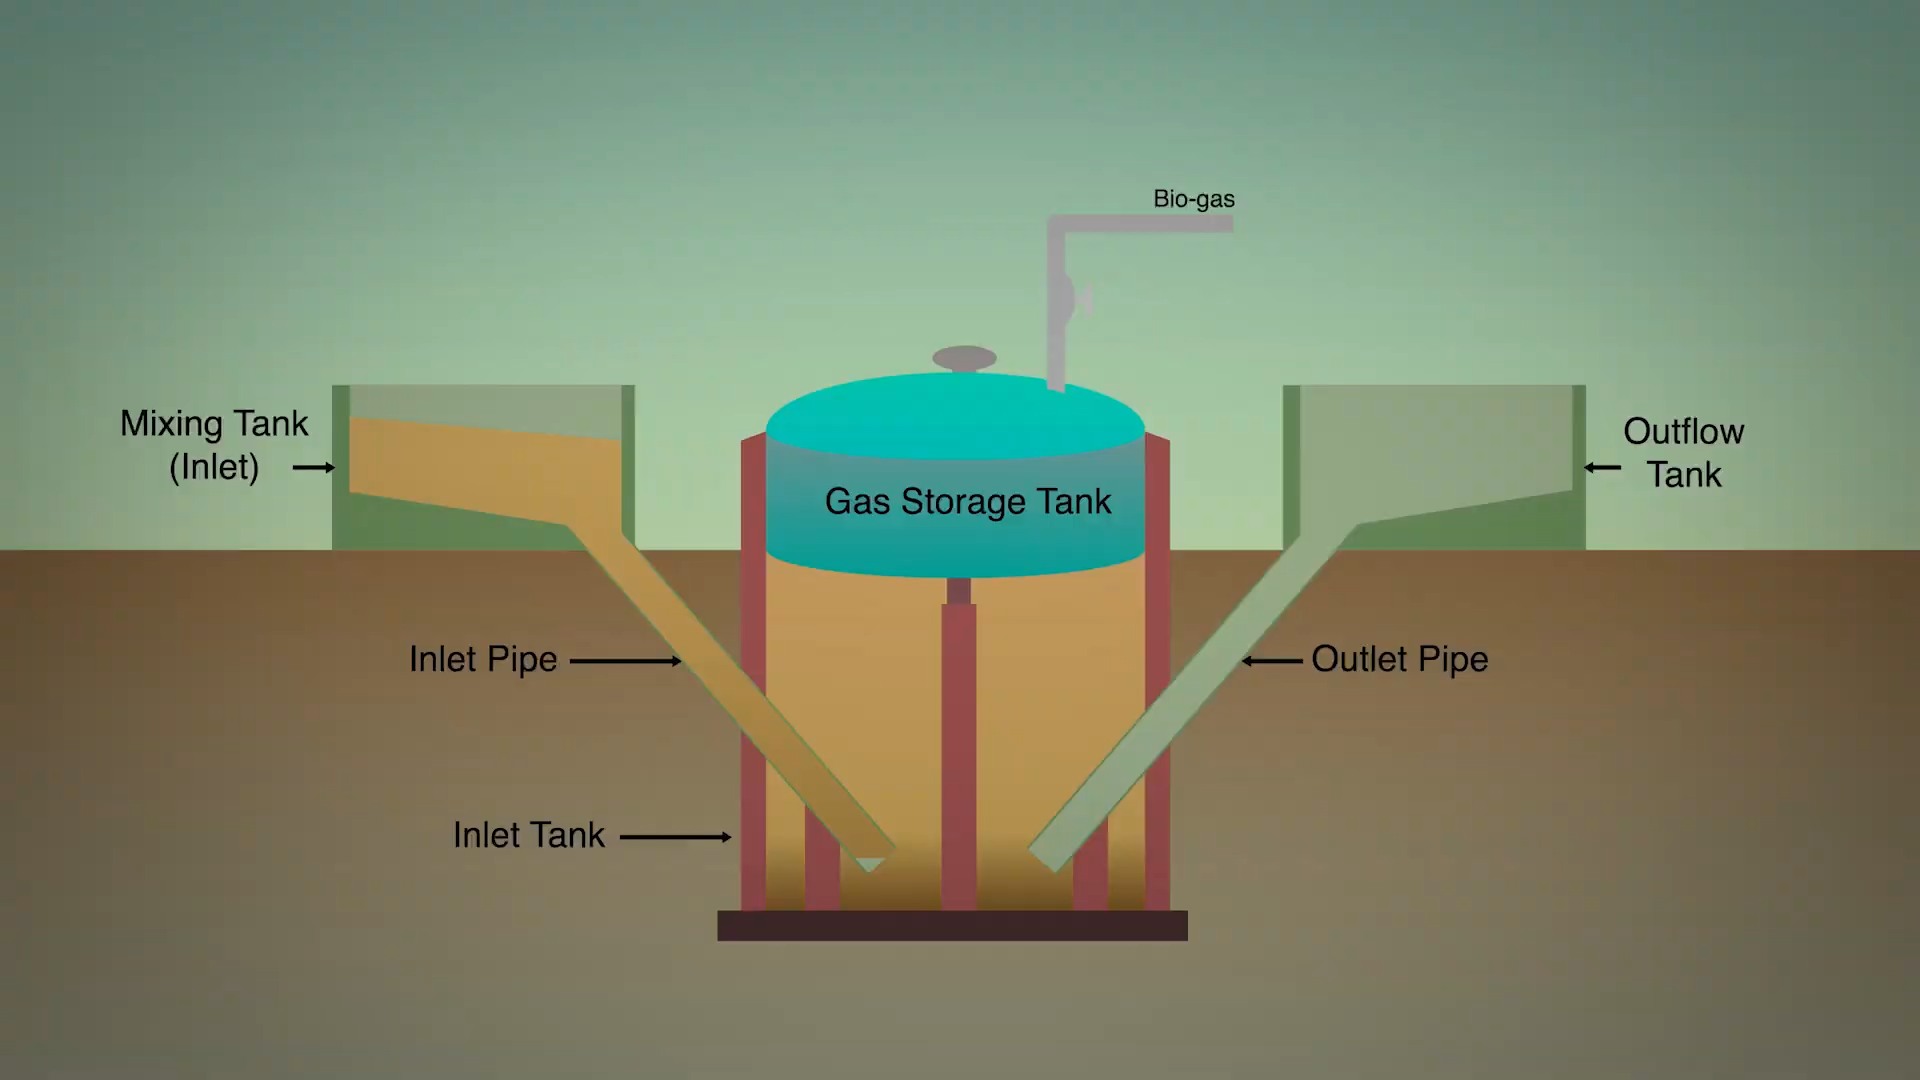 Bio-gas
Mixing Tank
(Inlet)
Outflow
Tank
Gas Storage Tank
Inlet Pipe
Outlet Pipe
Inlet Tank